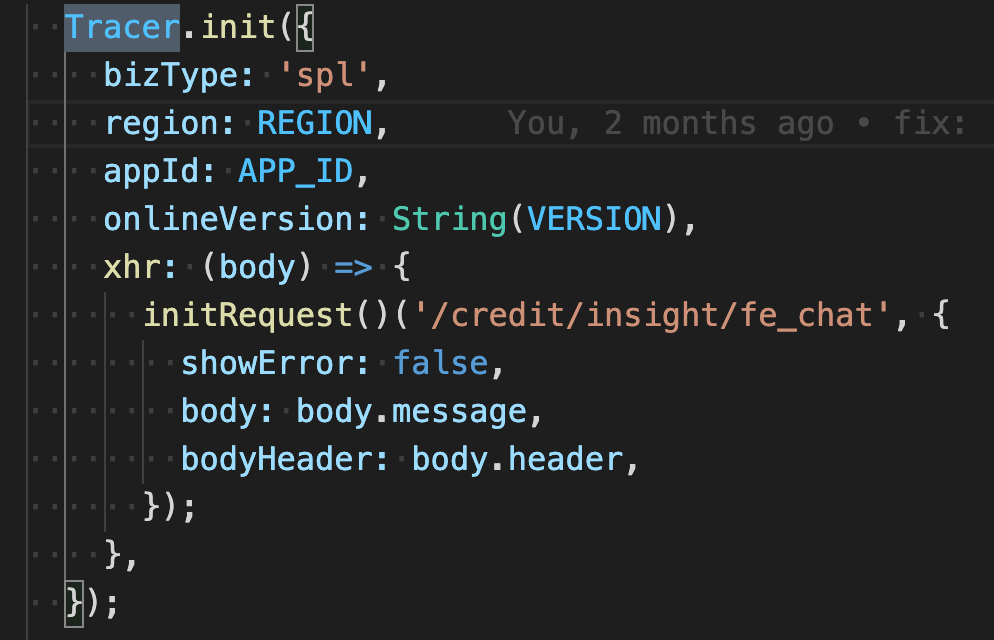 Tracer.init({
bizType: 'spl',
region: REGION, You, 2 months ago • fix:
appId: APP_ID,
onlineVersion: String(VERSION),
xhr: (body) => {
initRequest()('/credit/insight/fe_chat', {
showError: false,
body: body.message,
bodyHeader: body.header,
});
},
});